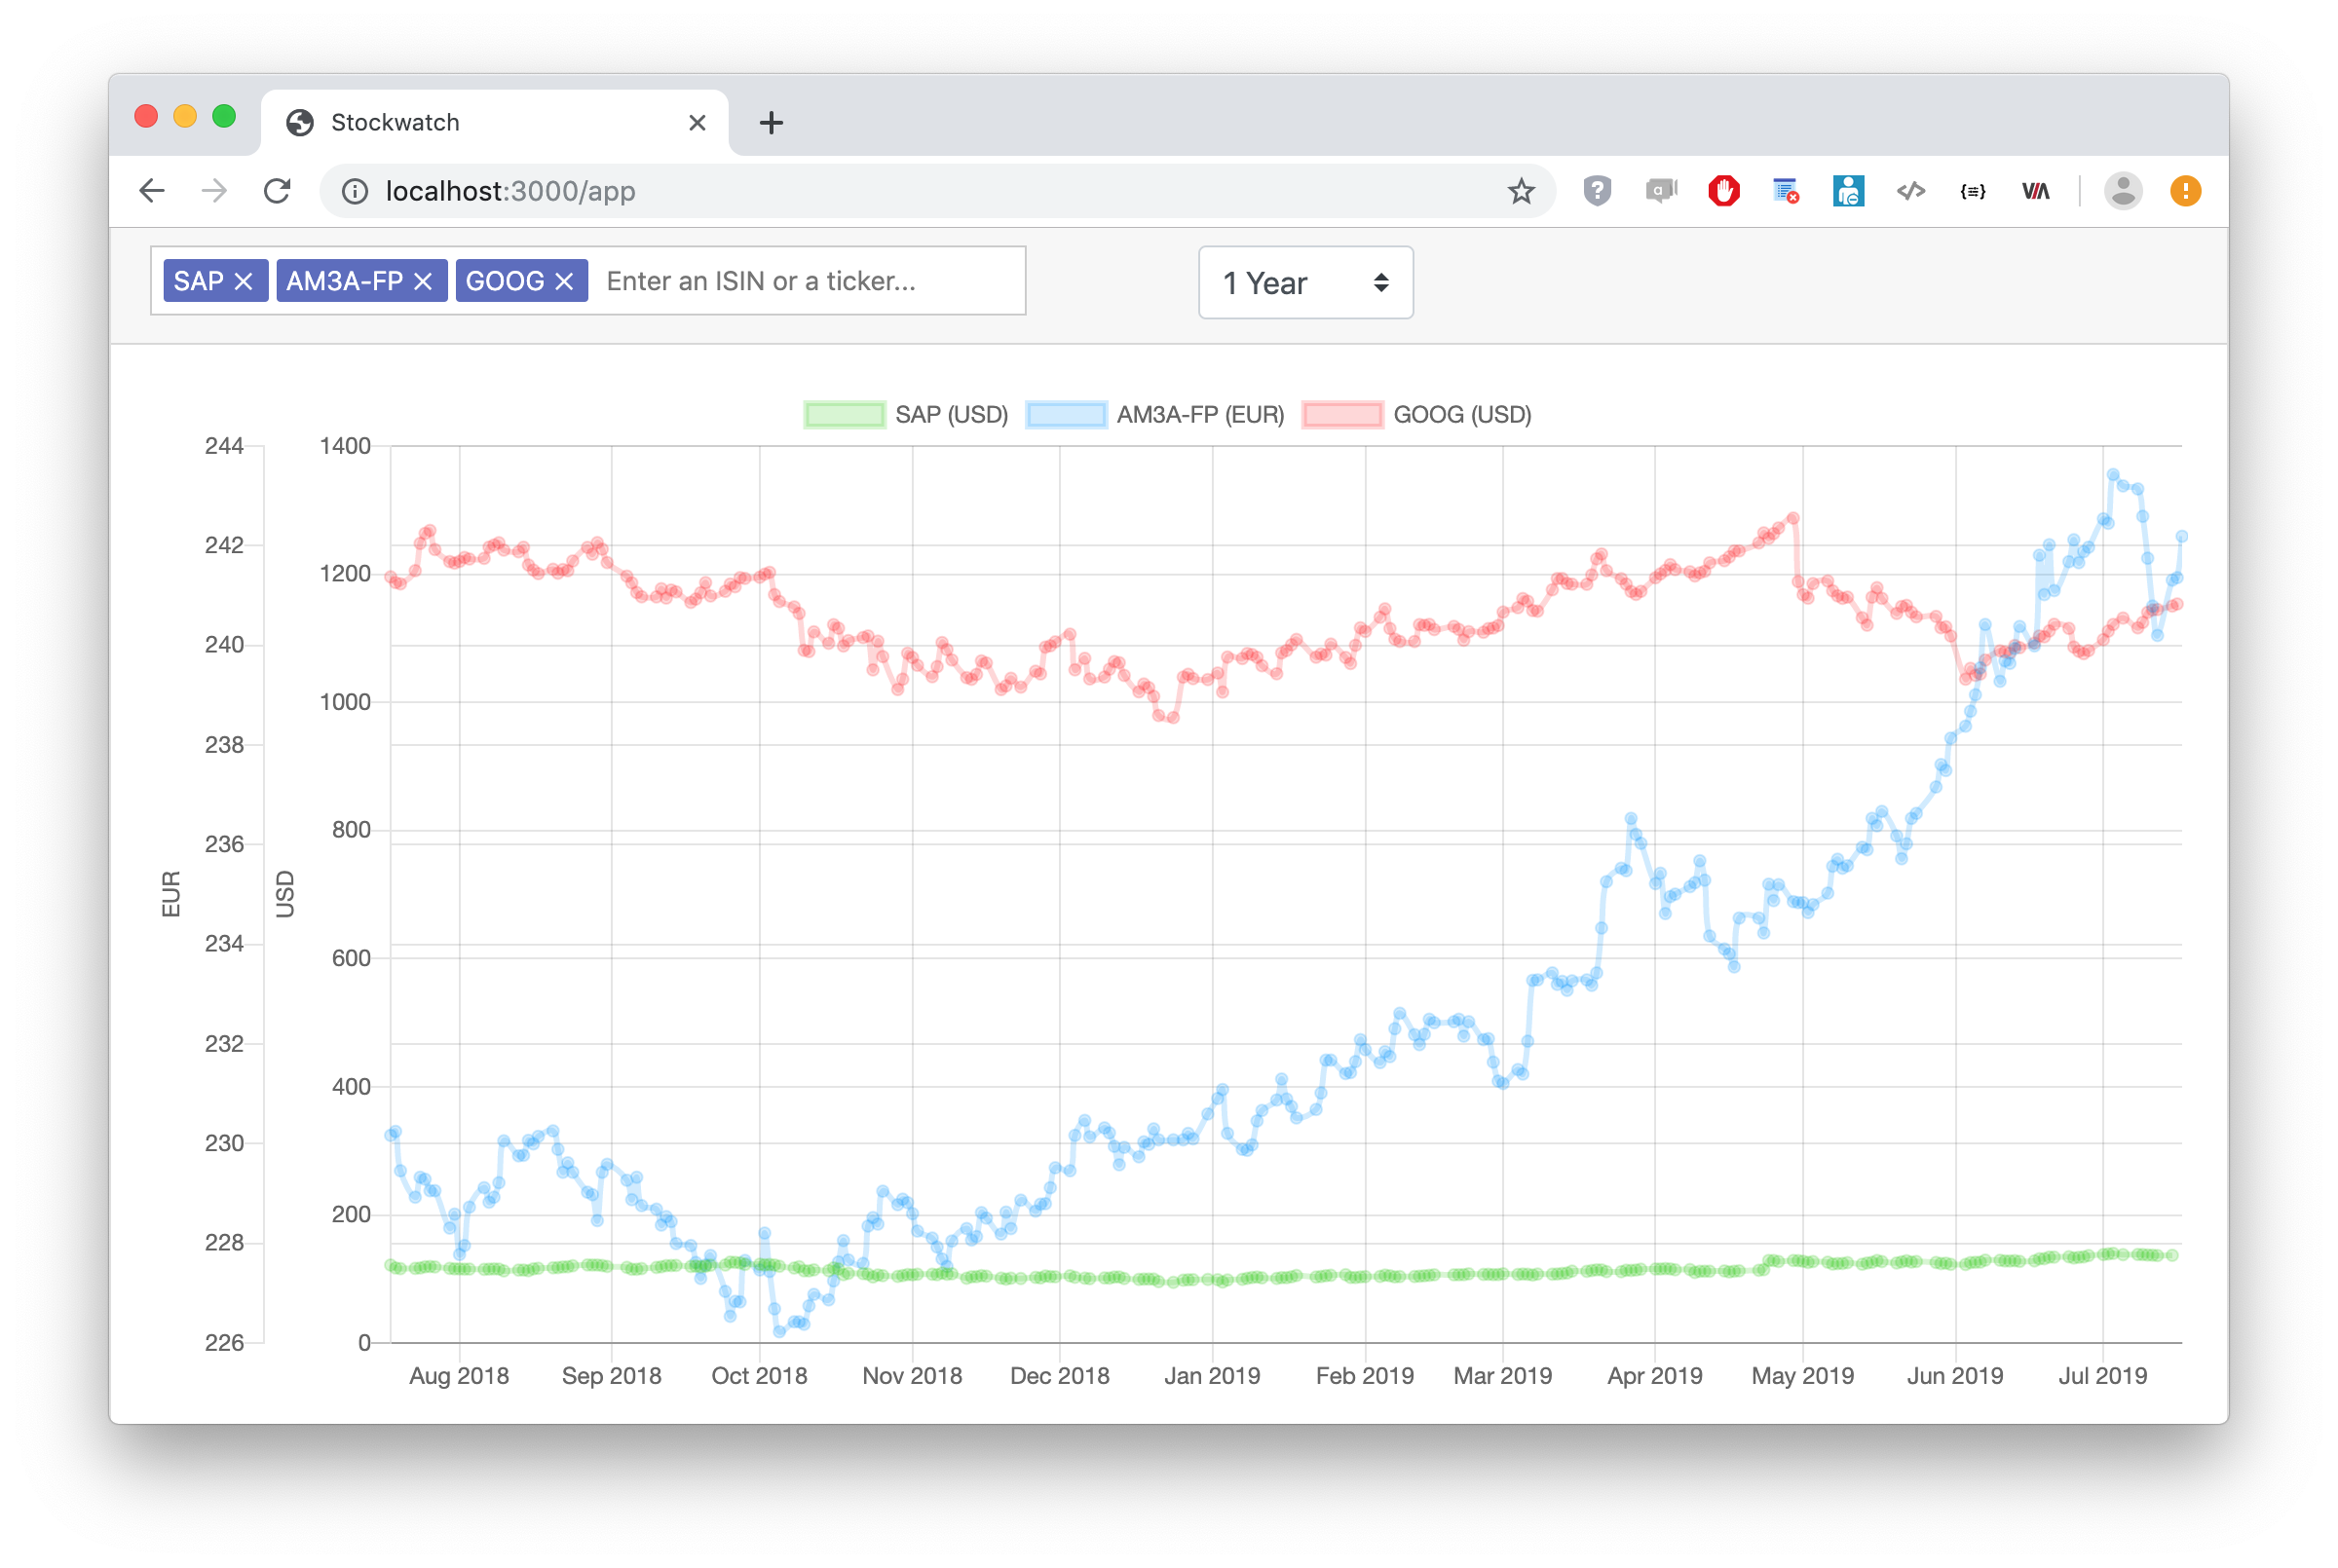 Stockwatch
localhost:3000/app
SAP AM3A-FP GOOG Enter an ISIN or a ticker... 1 Year
SAP (USD) AM3A-FP (EUR) GOOG (USD)
244
242
240
238
236
234
232
230
228
226
EUR
1400
1200
1000
800
600
400
200
0
USD
Aug 2018 Sep 2018 Oct 2018 Nov 2018 Dec 2018 Jan 2019 Feb 2019 Mar 2019 Apr 2019 May 2019 Jun 2019 Jul 2019